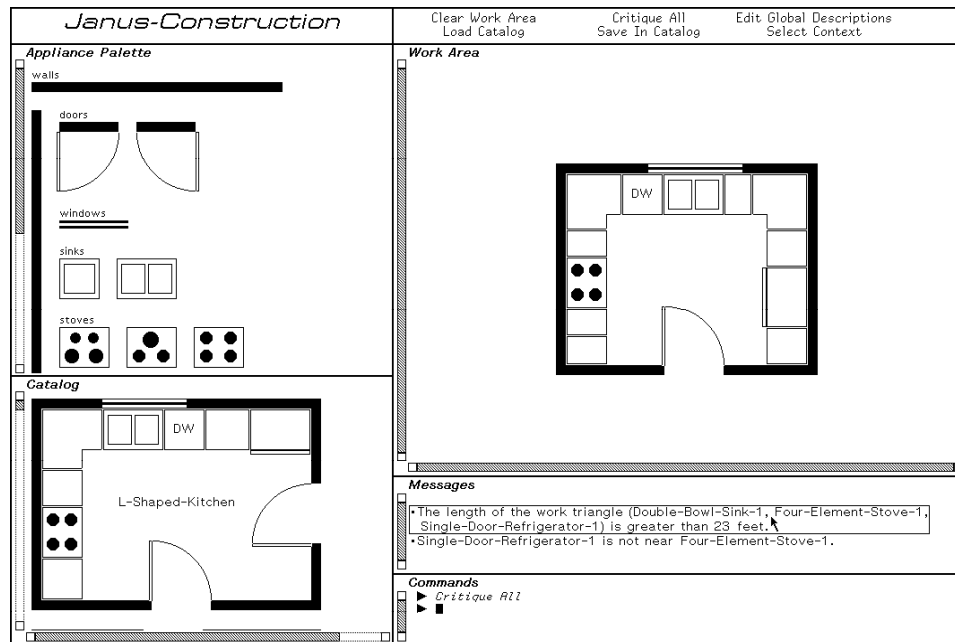 Janus-Construction
Clear Work Area
Critique All
Edit Global Descriptions
Load Catalog
Save In Catalog
Select Context
Appliance Palette
walls
doors
windows
sinks
stoves
Work Area
DW
Catalog
DW
L-Shaped-Kitchen
Messages
•The length of the work triangle (Double-Bowl-Sink-1, Four-Element-Stove-1,
Single-Door-Refrigerator-1) is greater than 23 feet.
•Single-Door-Refrigerator-1 is not near Four-Element-Stove-1.
Commands
Critique All